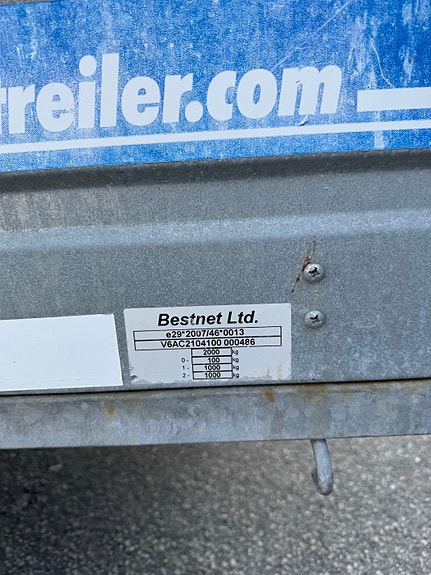 treiler.com
Bestnet Ltd.
e29*2007/46*0013
V6AC2104100 000486
2000 kg
0- 100 kg
1- 1000 kg
2- 1000 kg